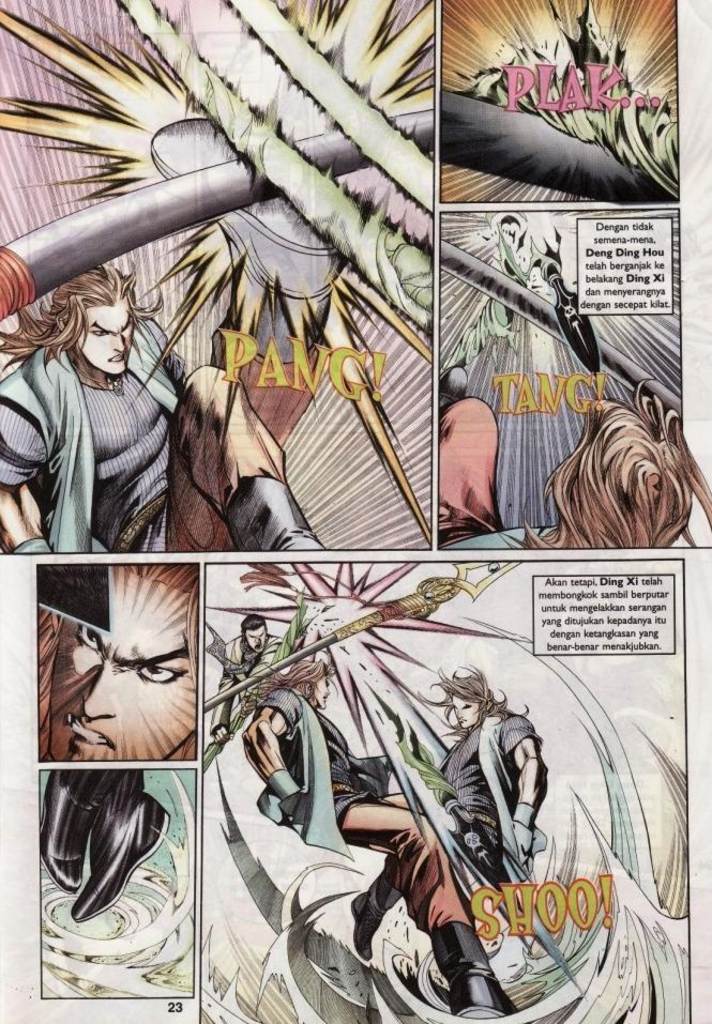 PANG!
PLAK...
Dengan tidak
semena-mena,
Deng Ding Hou
telah berganjak ke
belakang Ding Xi
dan menyerangnya
dengan secepat kilat.
TANG!
Akan tetapi, Ding Xi telah
membongkok sambil berputar
untuk mengelakkan serangan
yang ditujukan kepadanya itu
dengan ketangkasan yang
benar-benar menakjubkan.
SHOO!
23